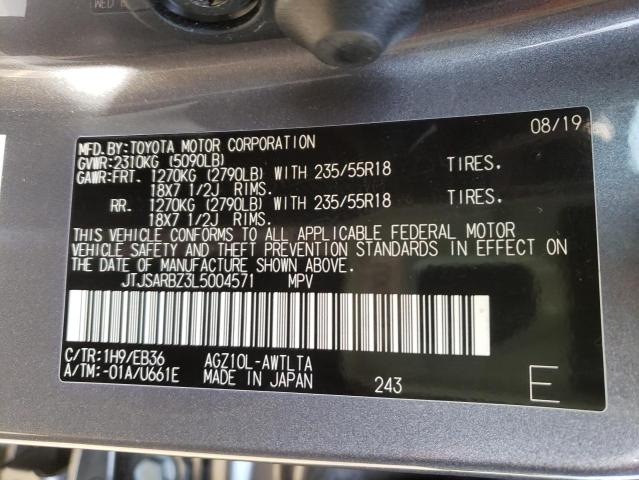 WED
08/19
MFD. BY: TOYOTA MOTOR CORPORATION
GVWR: 2310KG (5090LB)
GAWR: FRT. 1270KG (2790LB) WITH 235/55R18 TIRES.
18X7 1/2J RIMS.
RR. 1270KG (2790LB) WITH 235/55R18 TIRES.
18X7 1/2J RIMS.
THIS VEHICLE CONFORMS TO ALL APPLICABLE FEDERAL MOTOR
VEHICLE SAFETY AND THEFT PREVENTION STANDARDS IN EFFECT ON
THE DATE OF MANUFACTURE SHOWN ABOVE.
JTJSARBZ3L5004571 MPV
C/TR: 1H9/EB36 AGZ10L-AWTLTA
A/TM: -01A/U661E MADE IN JAPAN 243 E